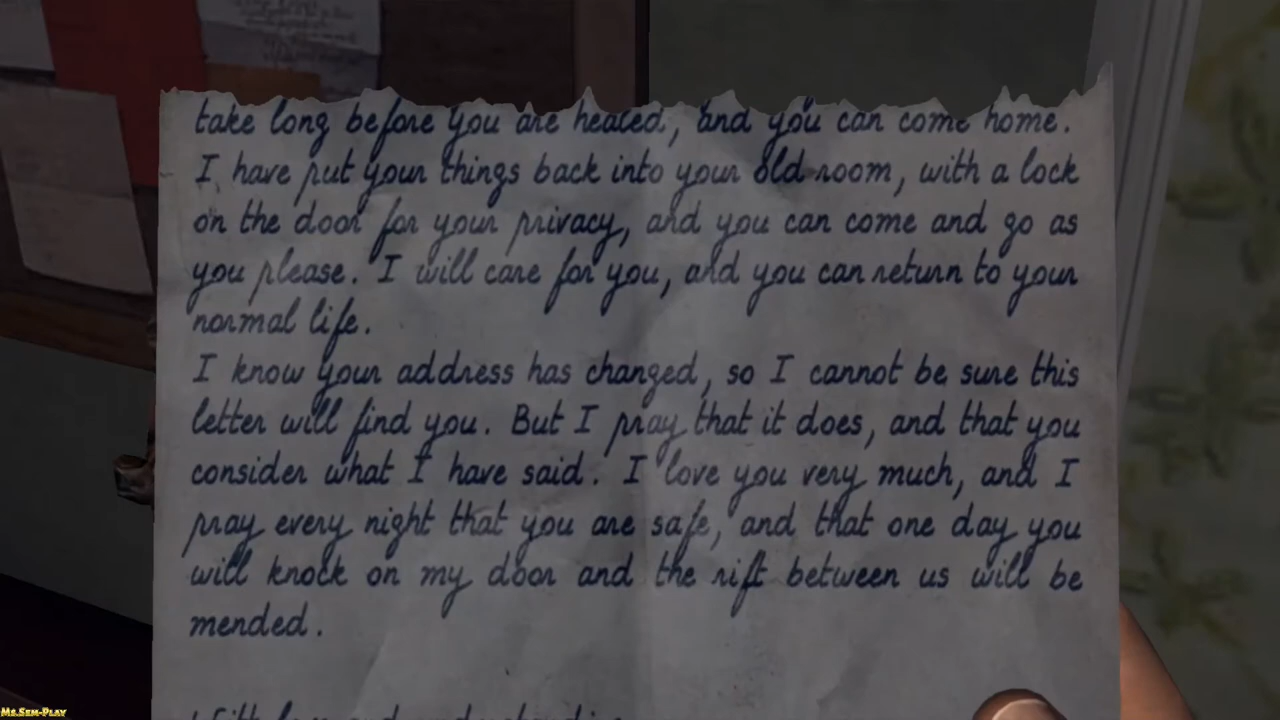 take long before you are healed, and you can come home.
I have put your things back into your old room, with a lock
on the door for your privacy, and you can come and go as
you please. I will care for you, and you can return to your
normal life.
I know your address has changed, so I cannot be sure this
letter will find you. But I pray that it does, and that you
consider what I have said. I love you very much, and I
pray every night that you are safe, and that one day you
will knock on my door and the rift between us will be
mended.
With love and understanding
Ms.Sem-Play